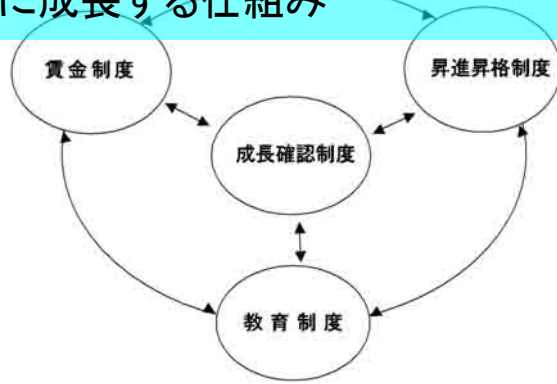 に成長する仕組み
賃金制度
昇進昇格制度
成長確認制度
教育制度